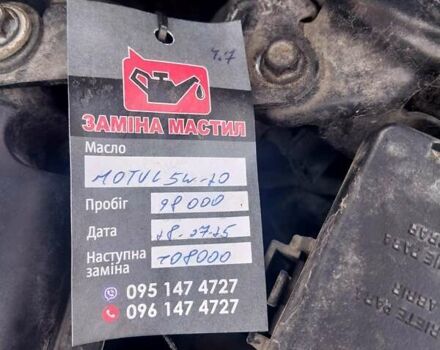 4.7
ЗАМІНА МАСТИЛ
Масло
MOTUL 5W-20
Пробіг
98 000
Дата
28.07.25
Наступна
заміна
108000
095 147 4727
096 147 4727